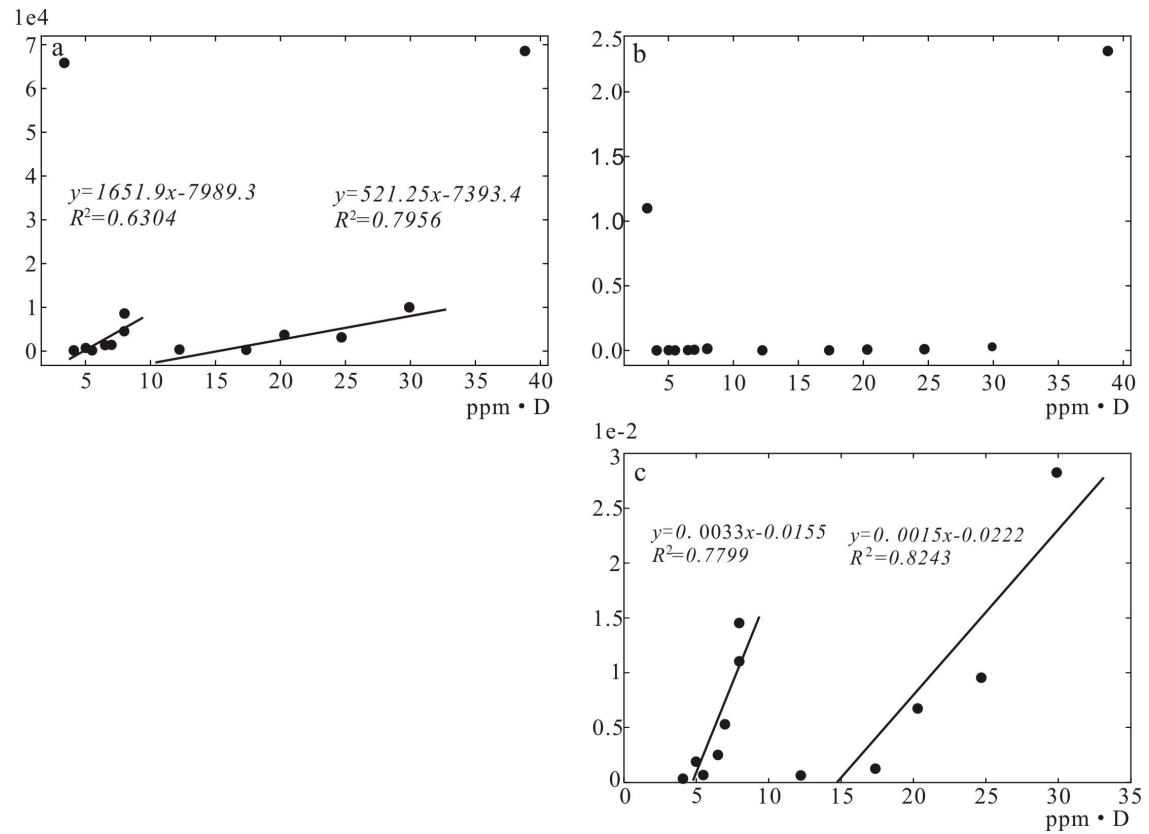 1e4
7
6
5
4
3
2
1
0
a
y=1651.9x-7989.3
R²=0.6304
y=521.25x-7393.4
R²=0.7956
5 10 15 20 25 30 35 40
ppm • D
2.5
2.0
1.5
1.0
0.5
0.0
b
5 10 15 20 25 30 35 40
ppm • D
1e-2
3
2.5
2
1.5
1
0.5
0
c
y=0. 0033x-0.0155
R²=0.7799
y=0. 0015x-0.0222
R²=0.8243
0 5 10 15 20 25 30 35
ppm • D